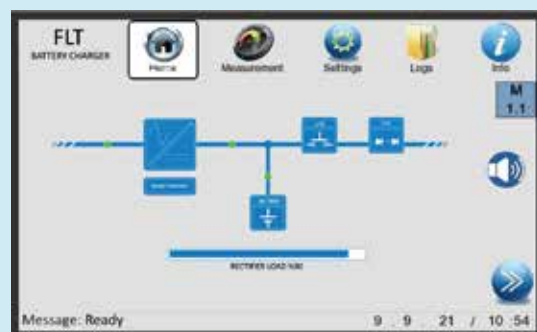 FLT
BATTERY CHARGER
Home
Measurement
Settings
Logs
Info
M
1.1
RECTIFIER LOAD %90
Message: Ready
9 . 9 . 21 / 10 :54